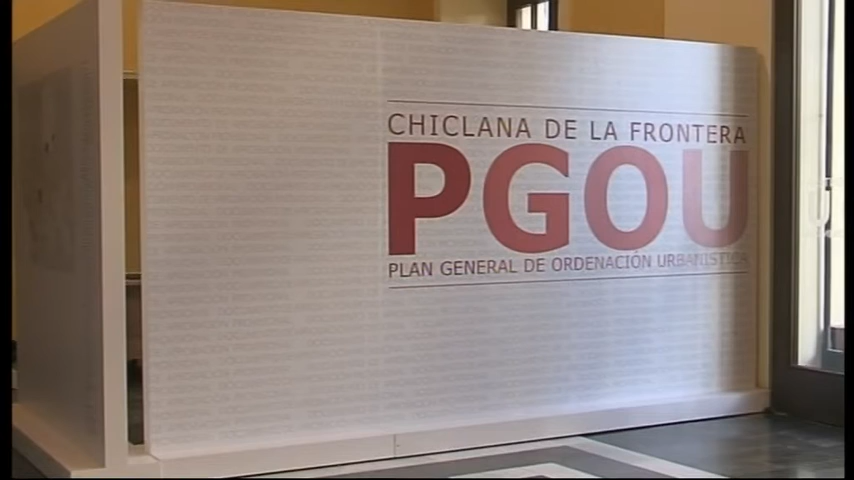 CHICLANA DE LA FRONTERA
PGOU
PLAN GENERAL DE ORDENACIÓN URBANÍSTICA